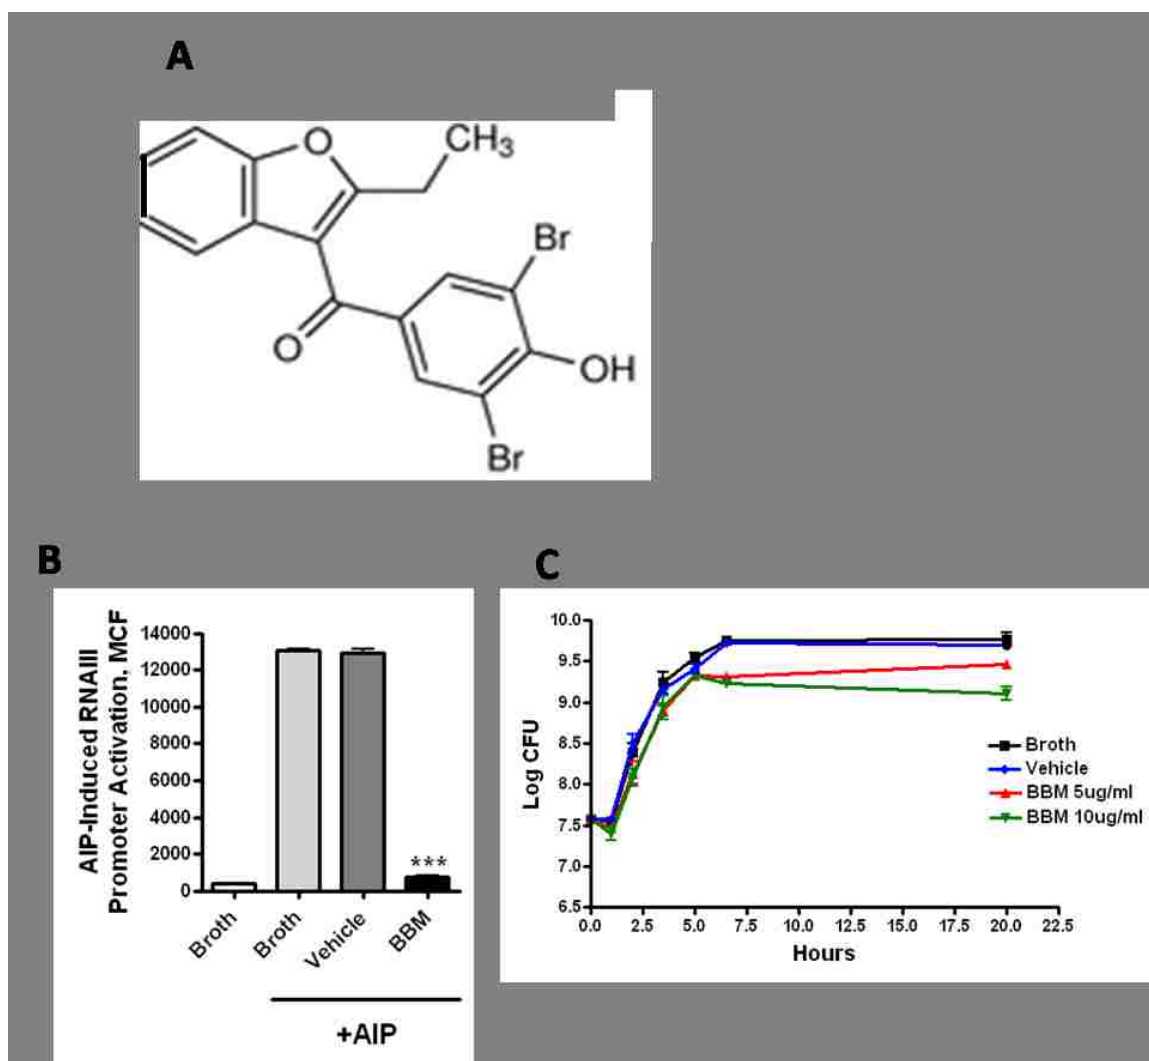 A
O
CH3
Br
O
OH
Br
B
C
AIP-Induced RNAIII
Promoter Activation, MCF
14000
12000
10000
8000
6000
4000
2000
0
Broth
Broth
Vehicle
BBM
***
+AIP
Log CFU
10.0
9.5
9.0
8.5
8.0
7.5
7.0
6.5
0.0 2.5 5.0 7.5 10.0 12.5 15.0 17.5 20.0 22.5
Hours
Broth
Vehicle
BBM 5ug/ml
BBM 10ug/ml